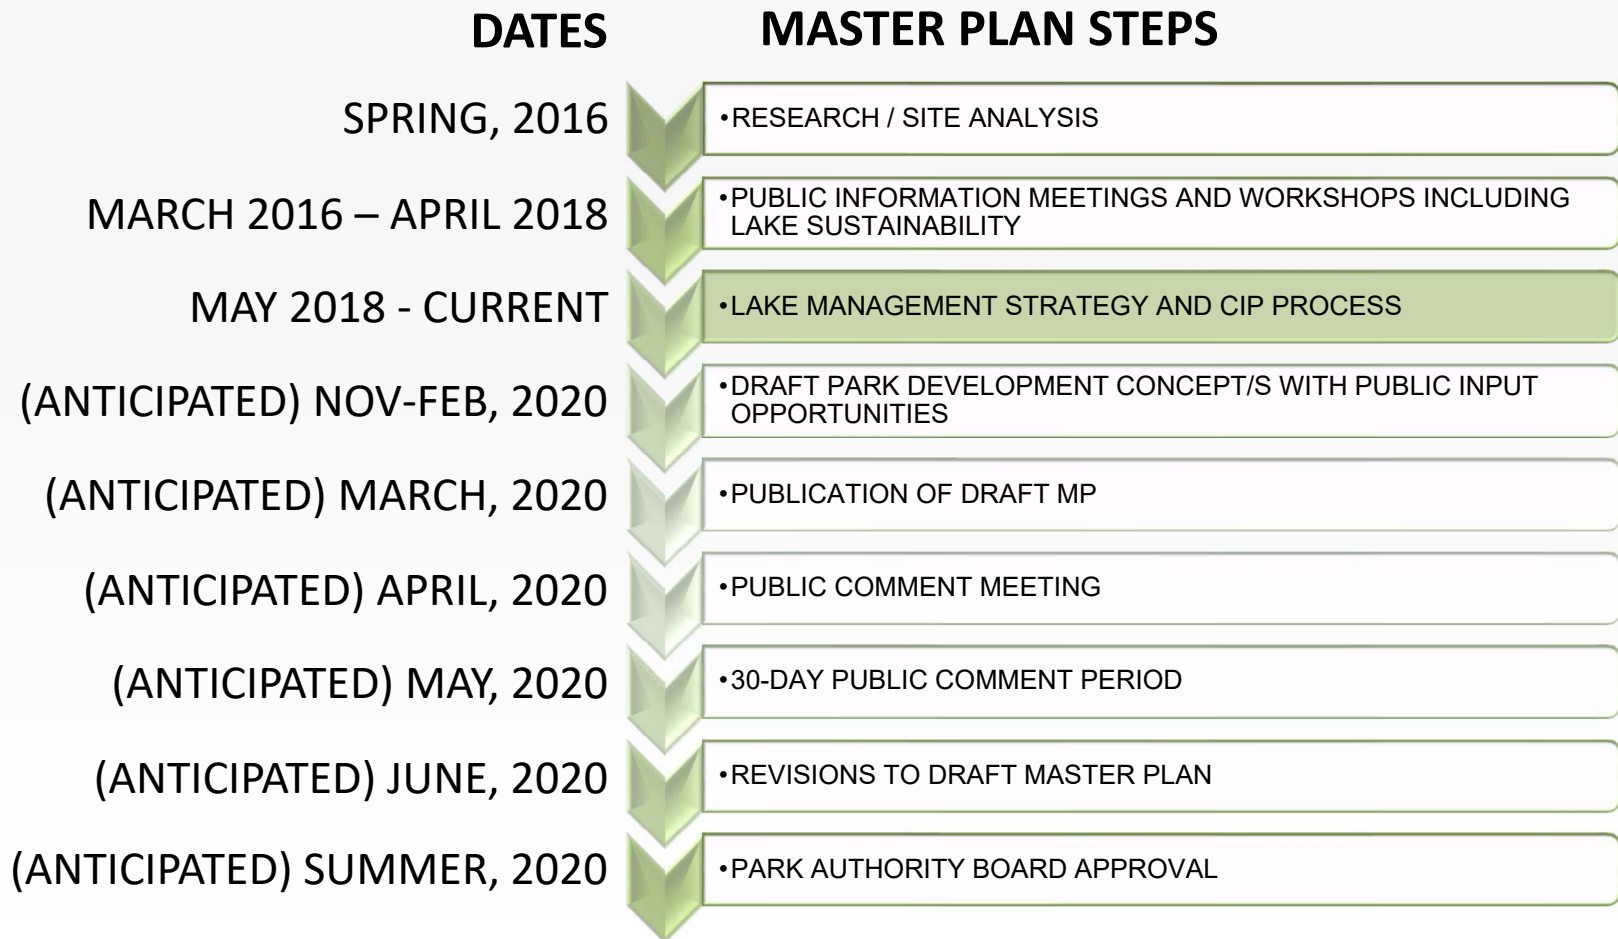 DATES
MASTER PLAN STEPS
SPRING, 2016
•RESEARCH / SITE ANALYSIS
MARCH 2016 – APRIL 2018
•PUBLIC INFORMATION MEETINGS AND WORKSHOPS INCLUDING
LAKE SUSTAINABILITY
MAY 2018 - CURRENT
•LAKE MANAGEMENT STRATEGY AND CIP PROCESS
(ANTICIPATED) NOV-FEB, 2020
•DRAFT PARK DEVELOPMENT CONCEPT/S WITH PUBLIC INPUT
OPPORTUNITIES
(ANTICIPATED) MARCH, 2020
•PUBLICATION OF DRAFT MP
(ANTICIPATED) APRIL, 2020
•PUBLIC COMMENT MEETING
(ANTICIPATED) MAY, 2020
•30-DAY PUBLIC COMMENT PERIOD
(ANTICIPATED) JUNE, 2020
•REVISIONS TO DRAFT MASTER PLAN
(ANTICIPATED) SUMMER, 2020
•PARK AUTHORITY BOARD APPROVAL